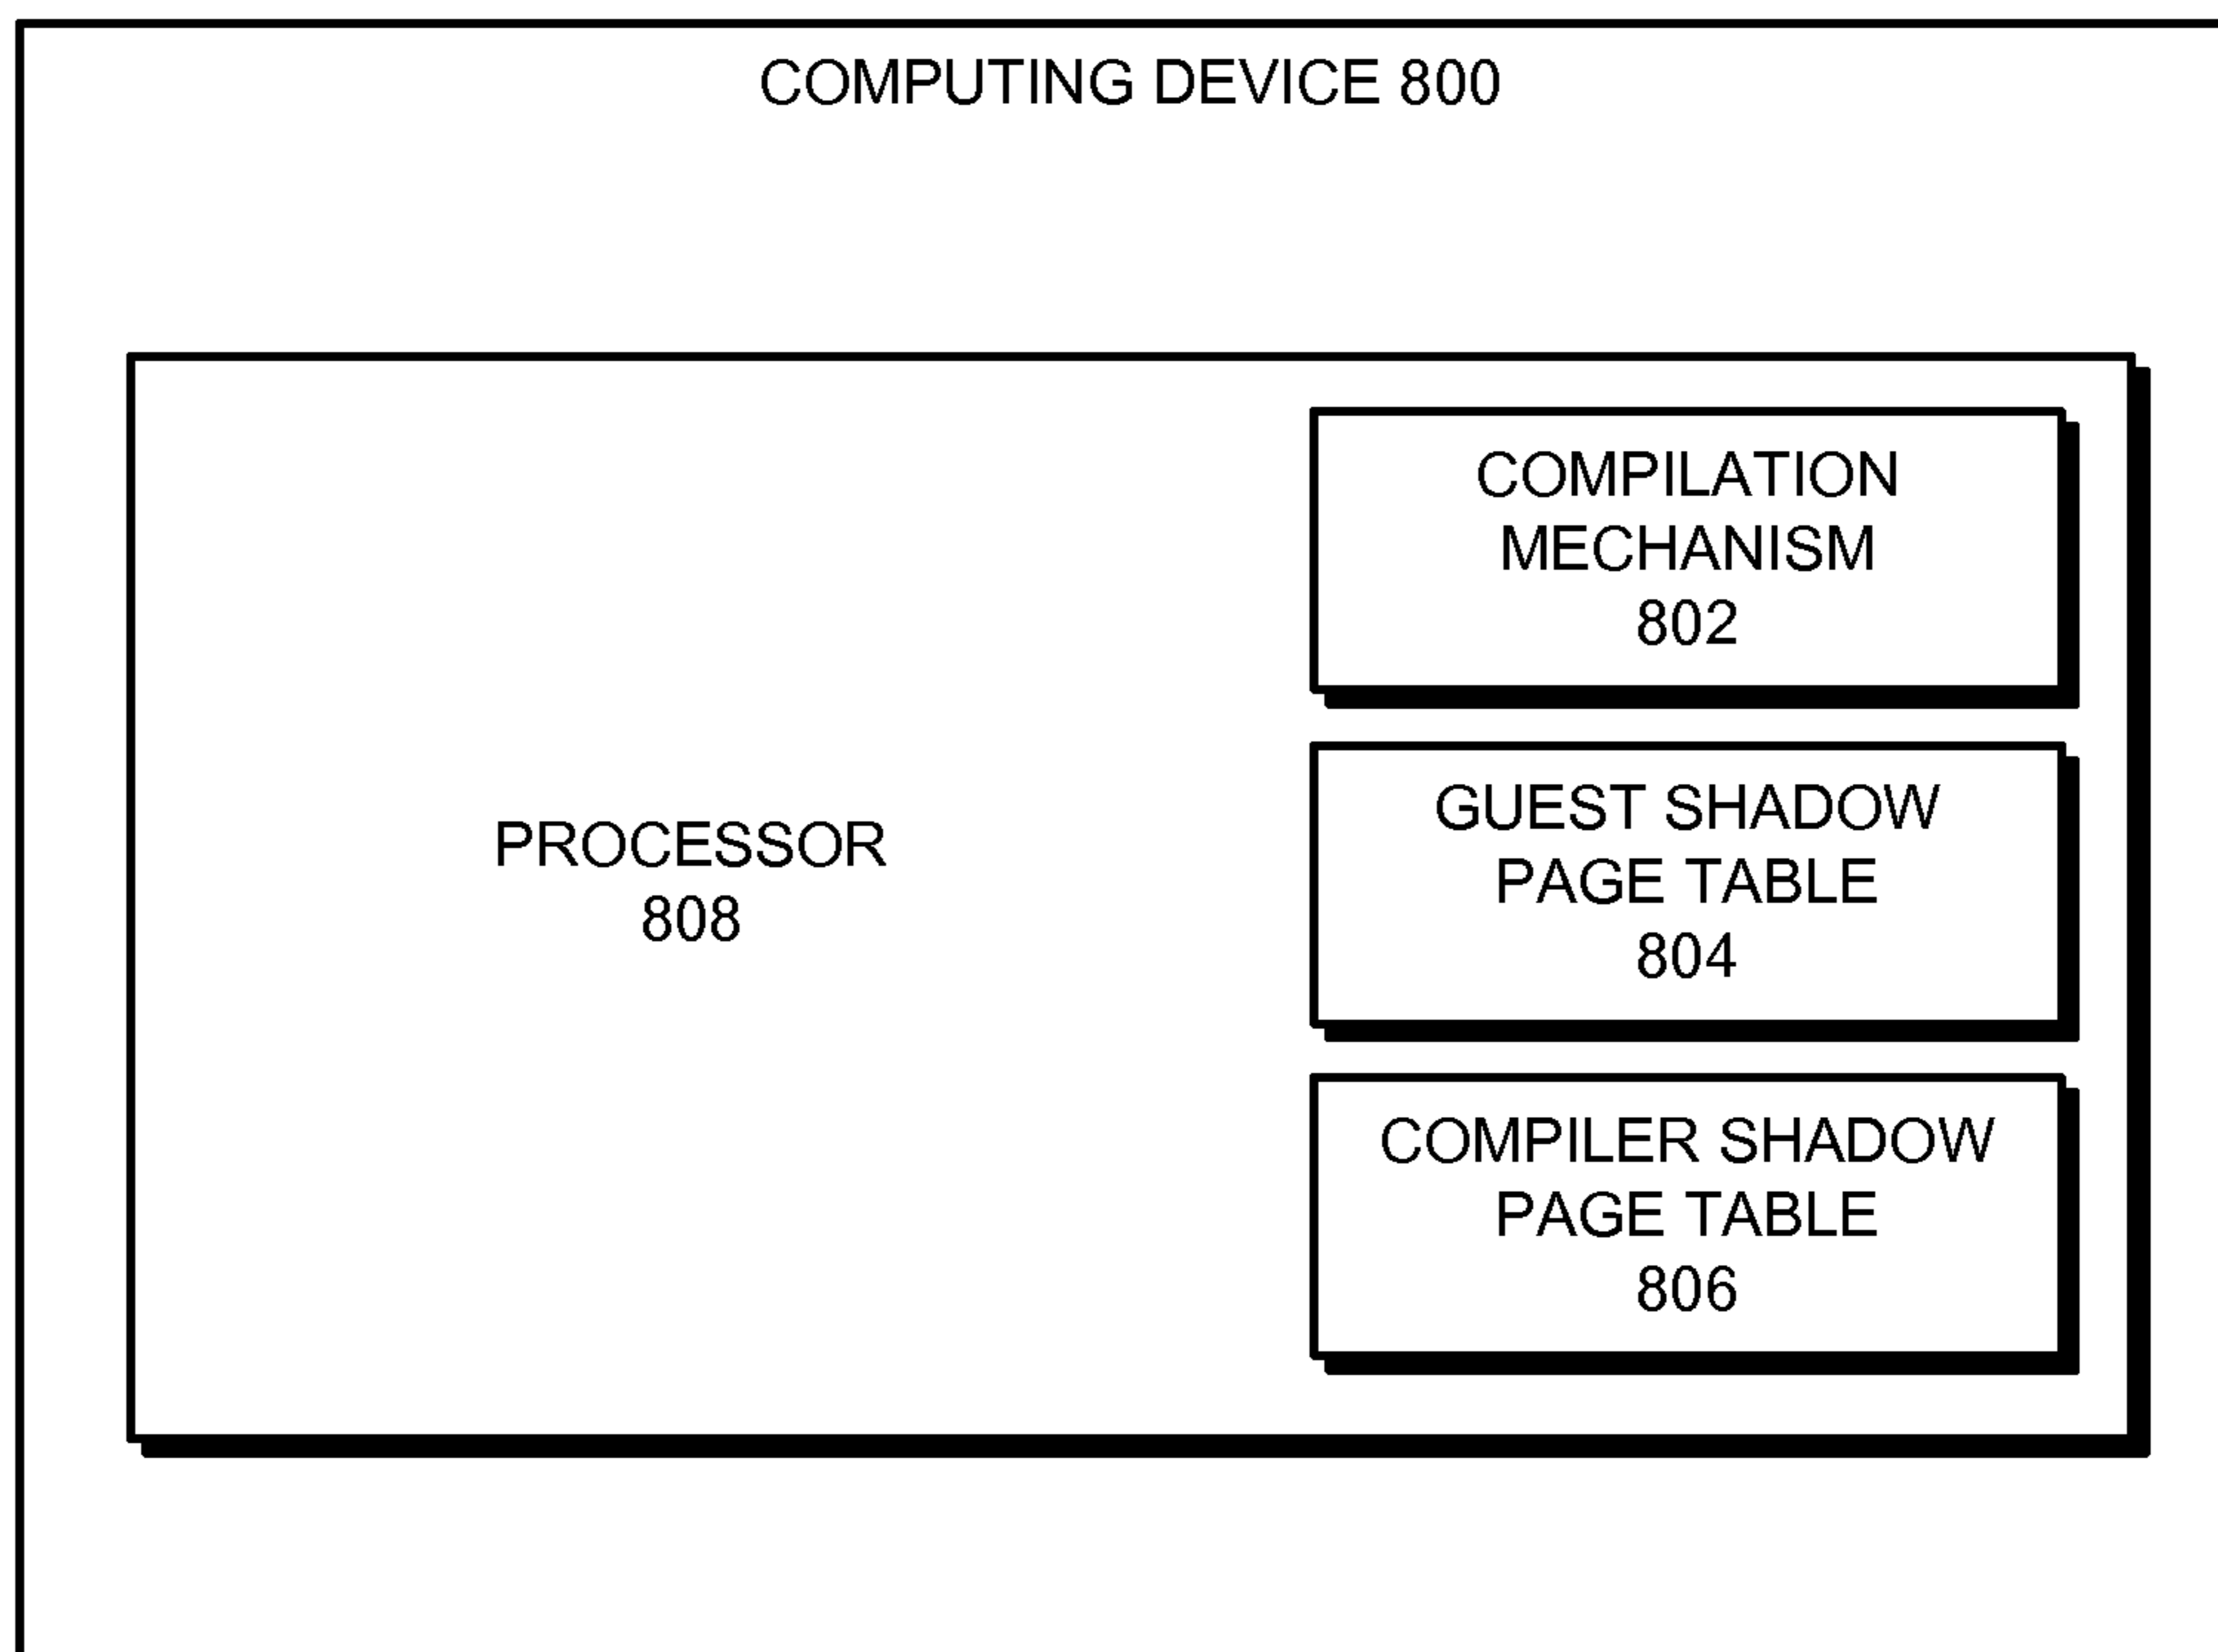 COMPUTING DEVICE 800
COMPILATION
MECHANISM
802
PROCESSOR
808
GUEST SHADOW
PAGE TABLE
804
COMPILER SHADOW
PAGE TABLE
806